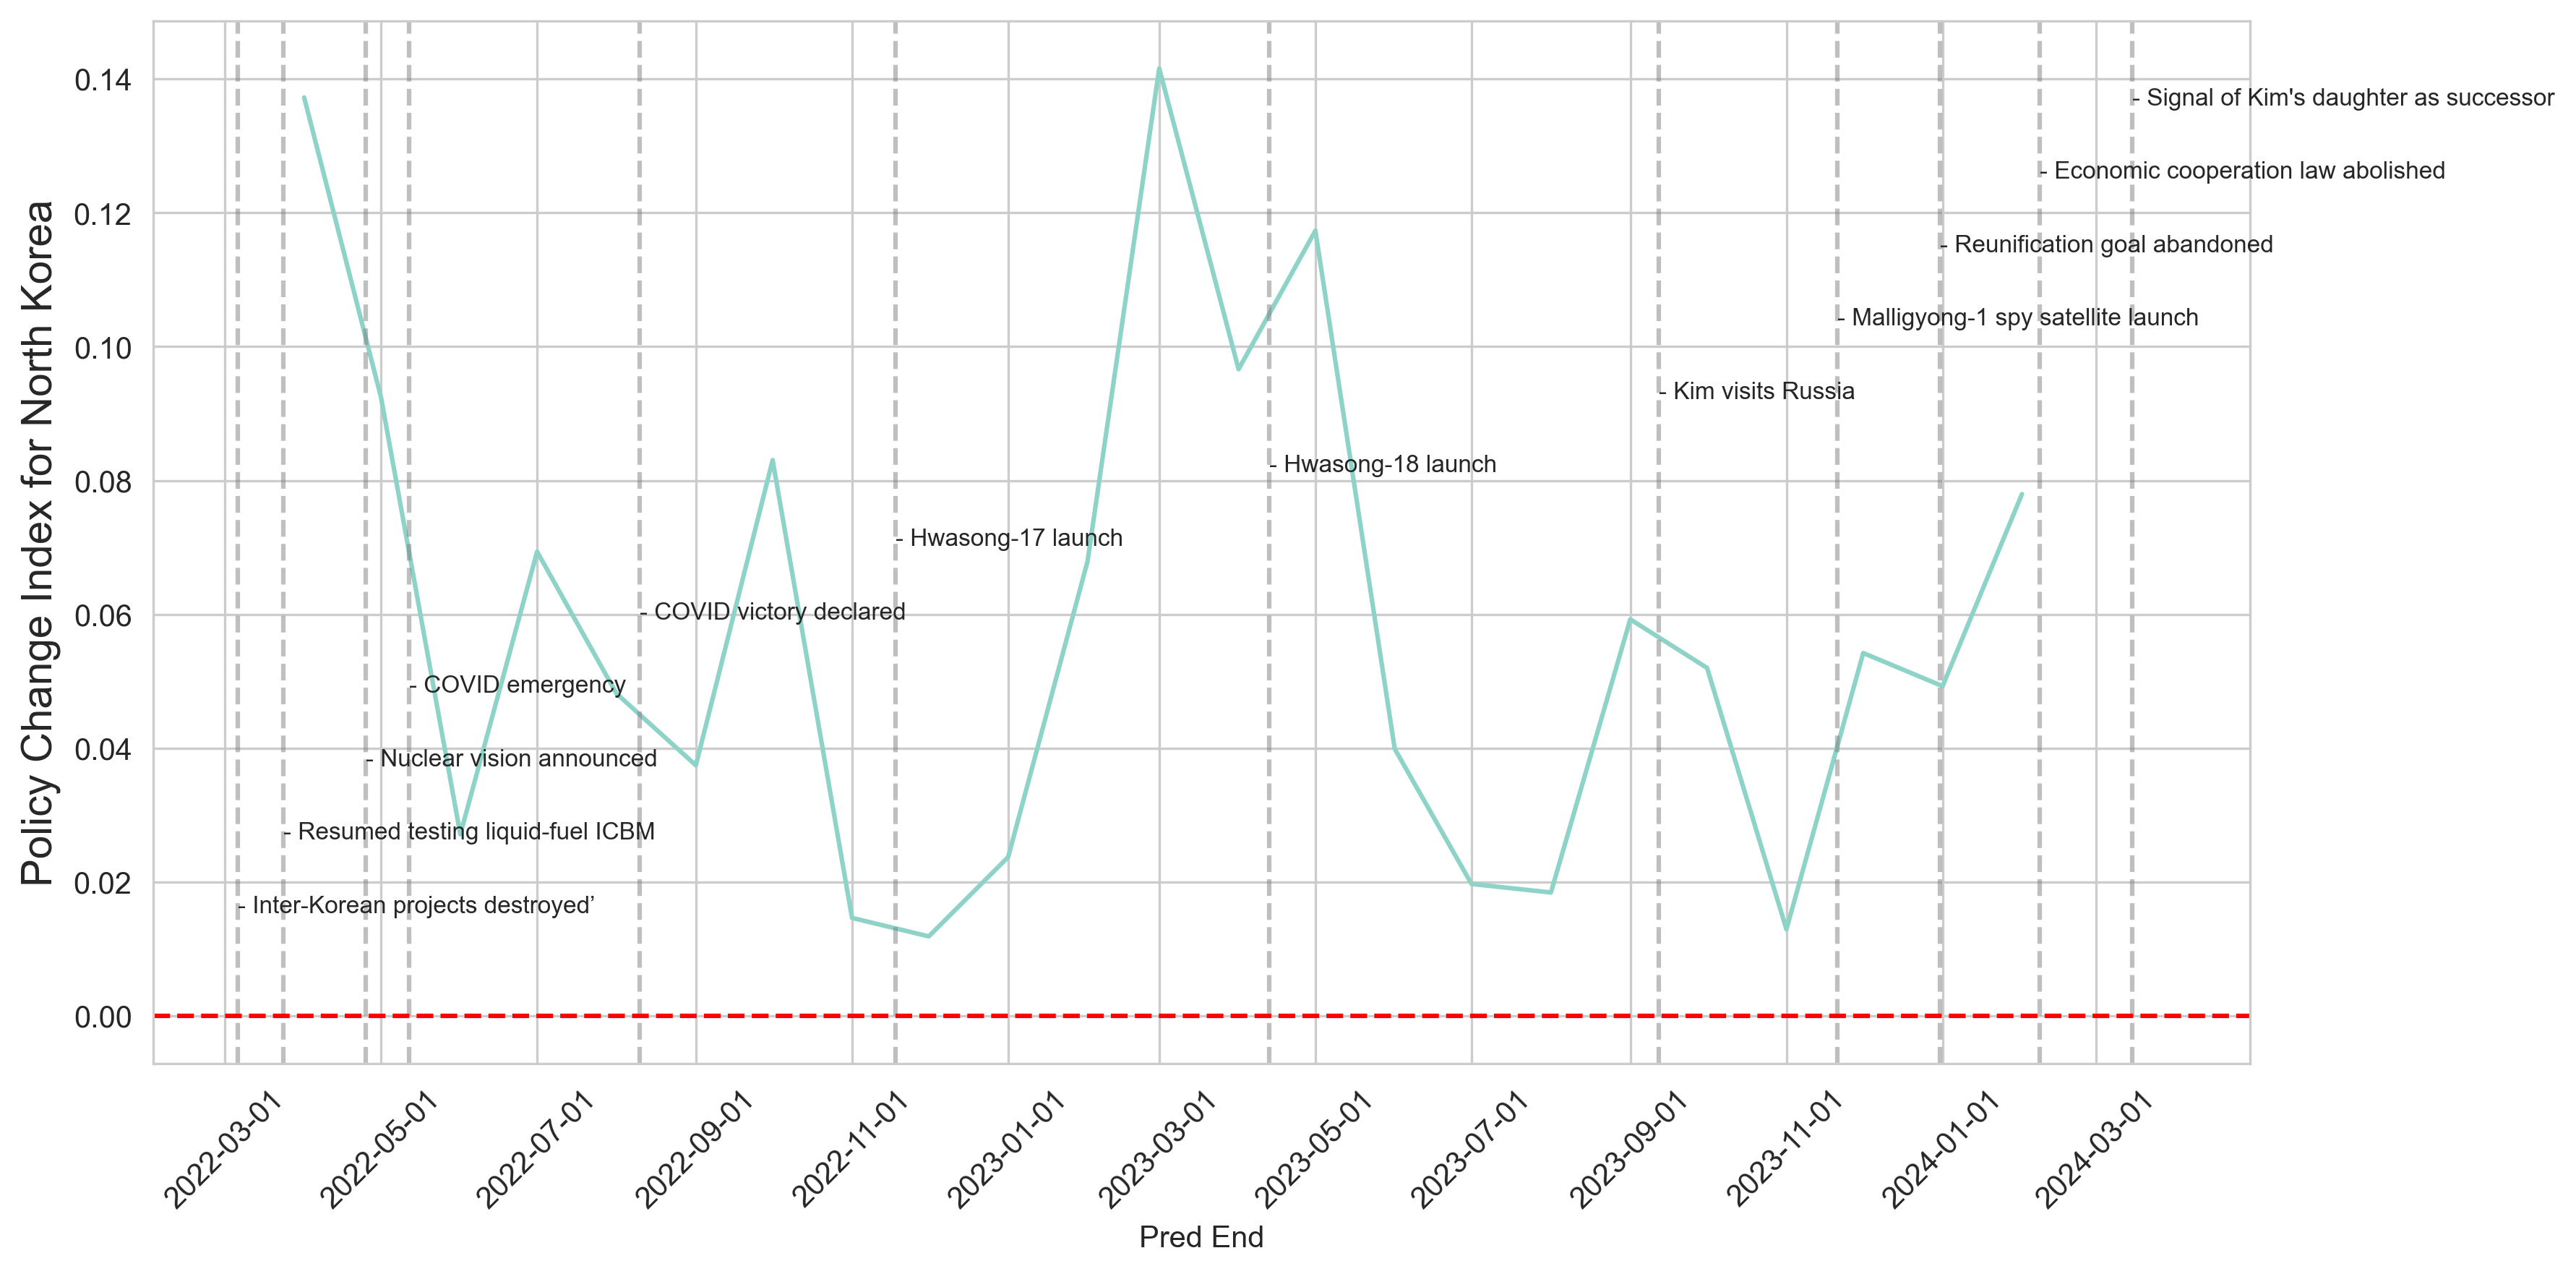 Policy Change Index for North Korea
0.14
0.12
0.10
0.08
0.06
0.04
0.02
0.00
- Signal of Kim's daughter as successor
- Economic cooperation law abolished
- Reunification goal abandoned
- Malligyong-1 spy satellite launch
- Kim visits Russia
- Hwasong-18 launch
- Hwasong-17 launch
- COVID victory declared
- COVID emergency
- Nuclear vision announced
- Resumed testing liquid-fuel ICBM
- Inter-Korean projects destroyed’
2022-03-01
2022-05-01
2022-07-01
2022-09-01
2022-11-01
2023-01-01
2023-03-01
2023-05-01
2023-07-01
2023-09-01
2023-11-01
2024-01-01
2024-03-01
Pred End